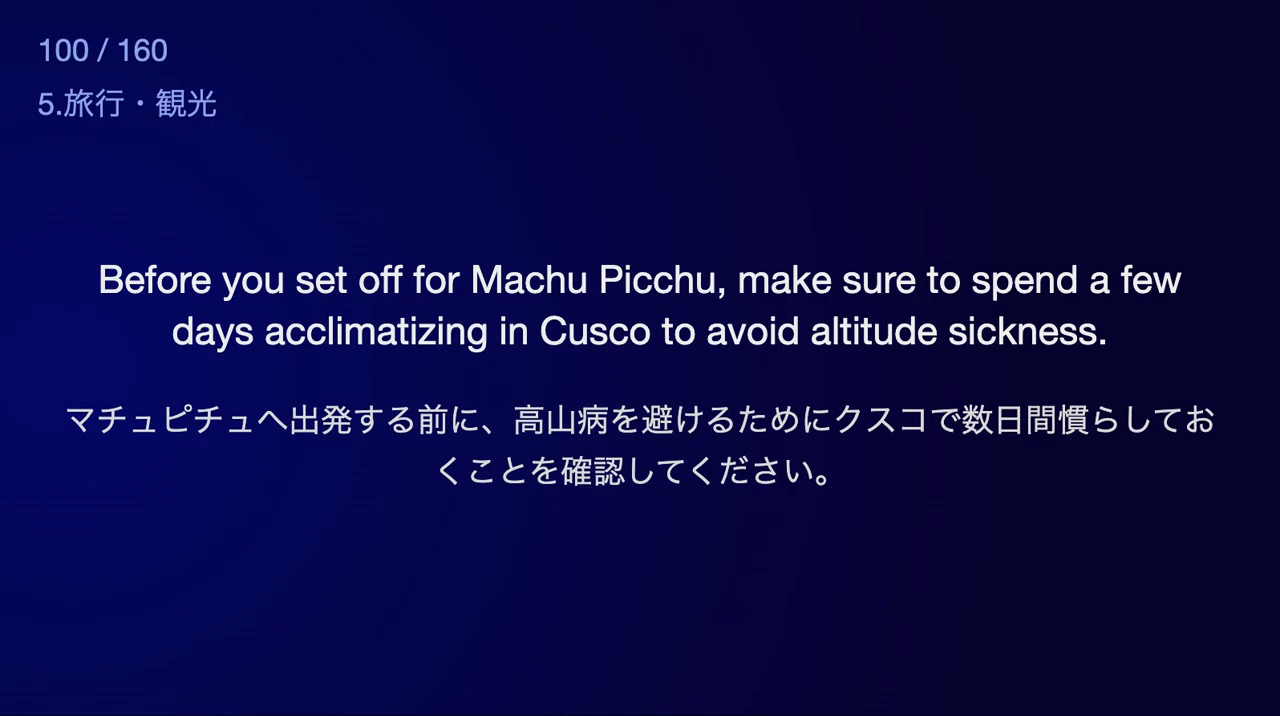 100 / 160
5.旅行・観光
Before you set off for Machu Picchu, make sure to spend a few
days acclimatizing in Cusco to avoid altitude sickness.
マチュピチュへ出発する前に、高山病を避けるためにクスコで数日間慣らしてお
くことを確認してください。